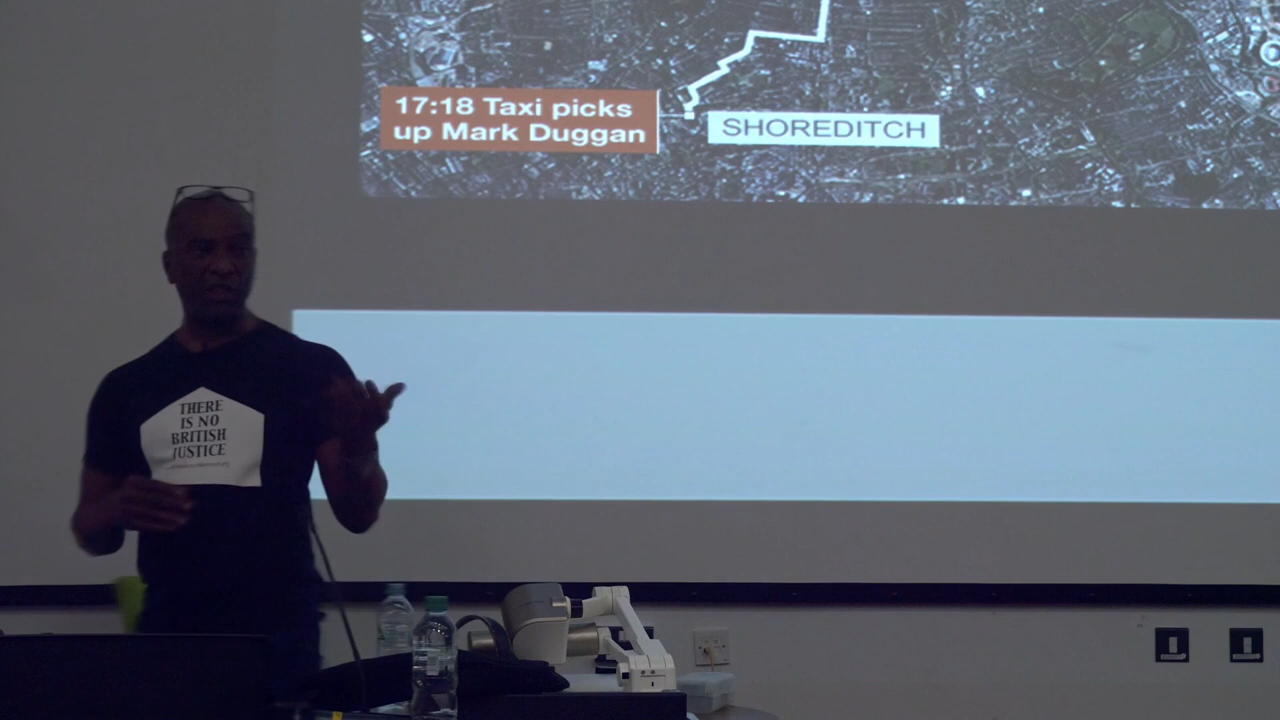 17:18 Taxi picks
up Mark Duggan
SHOREDITCH
THERE
IS NO
BRITISH
JUSTICE